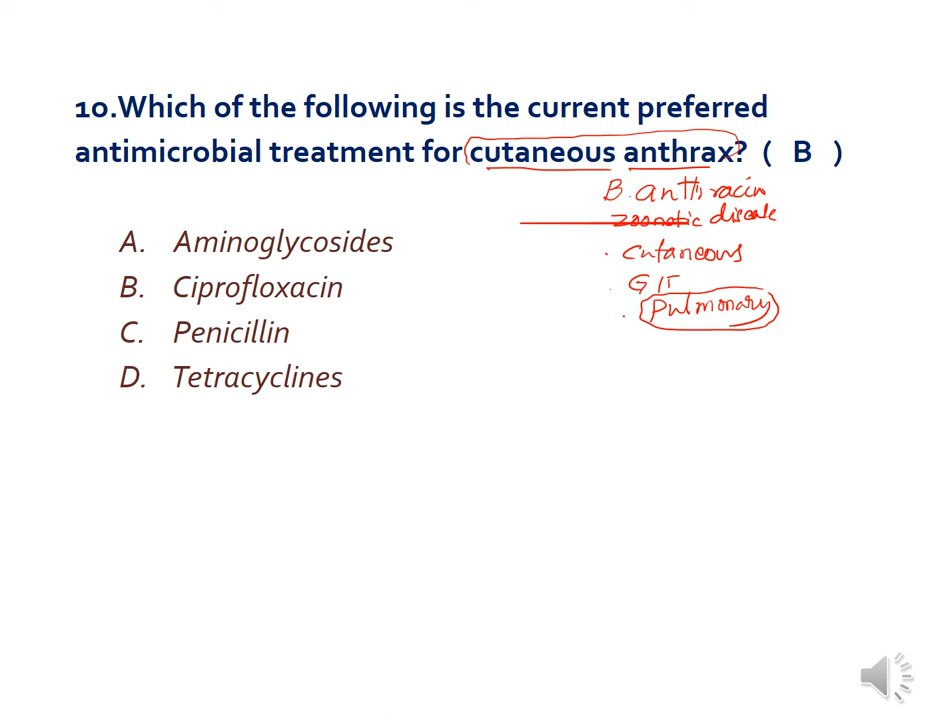 10.Which of the following is the current preferred
antimicrobial treatment for cutaneous anthrax? ( B )
B. anthracin
zoonotic disease
A. Aminoglycosides
. Cutaneous
B. Ciprofloxacin
. GIT
. Pulmonary
C. Penicillin
D. Tetracyclines